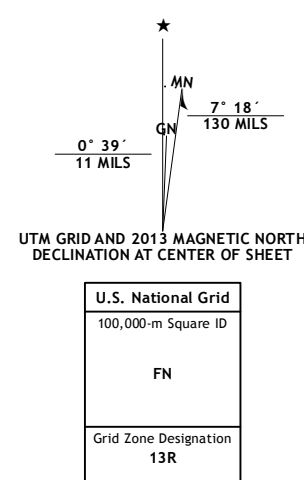 MN
GN
7° 18´
130 MILS
0° 39´
11 MILS
UTM GRID AND 2013 MAGNETIC NORTH
DECLINATION AT CENTER OF SHEET
U.S. National Grid
100,000-m Square ID
FN
Grid Zone Designation
13R